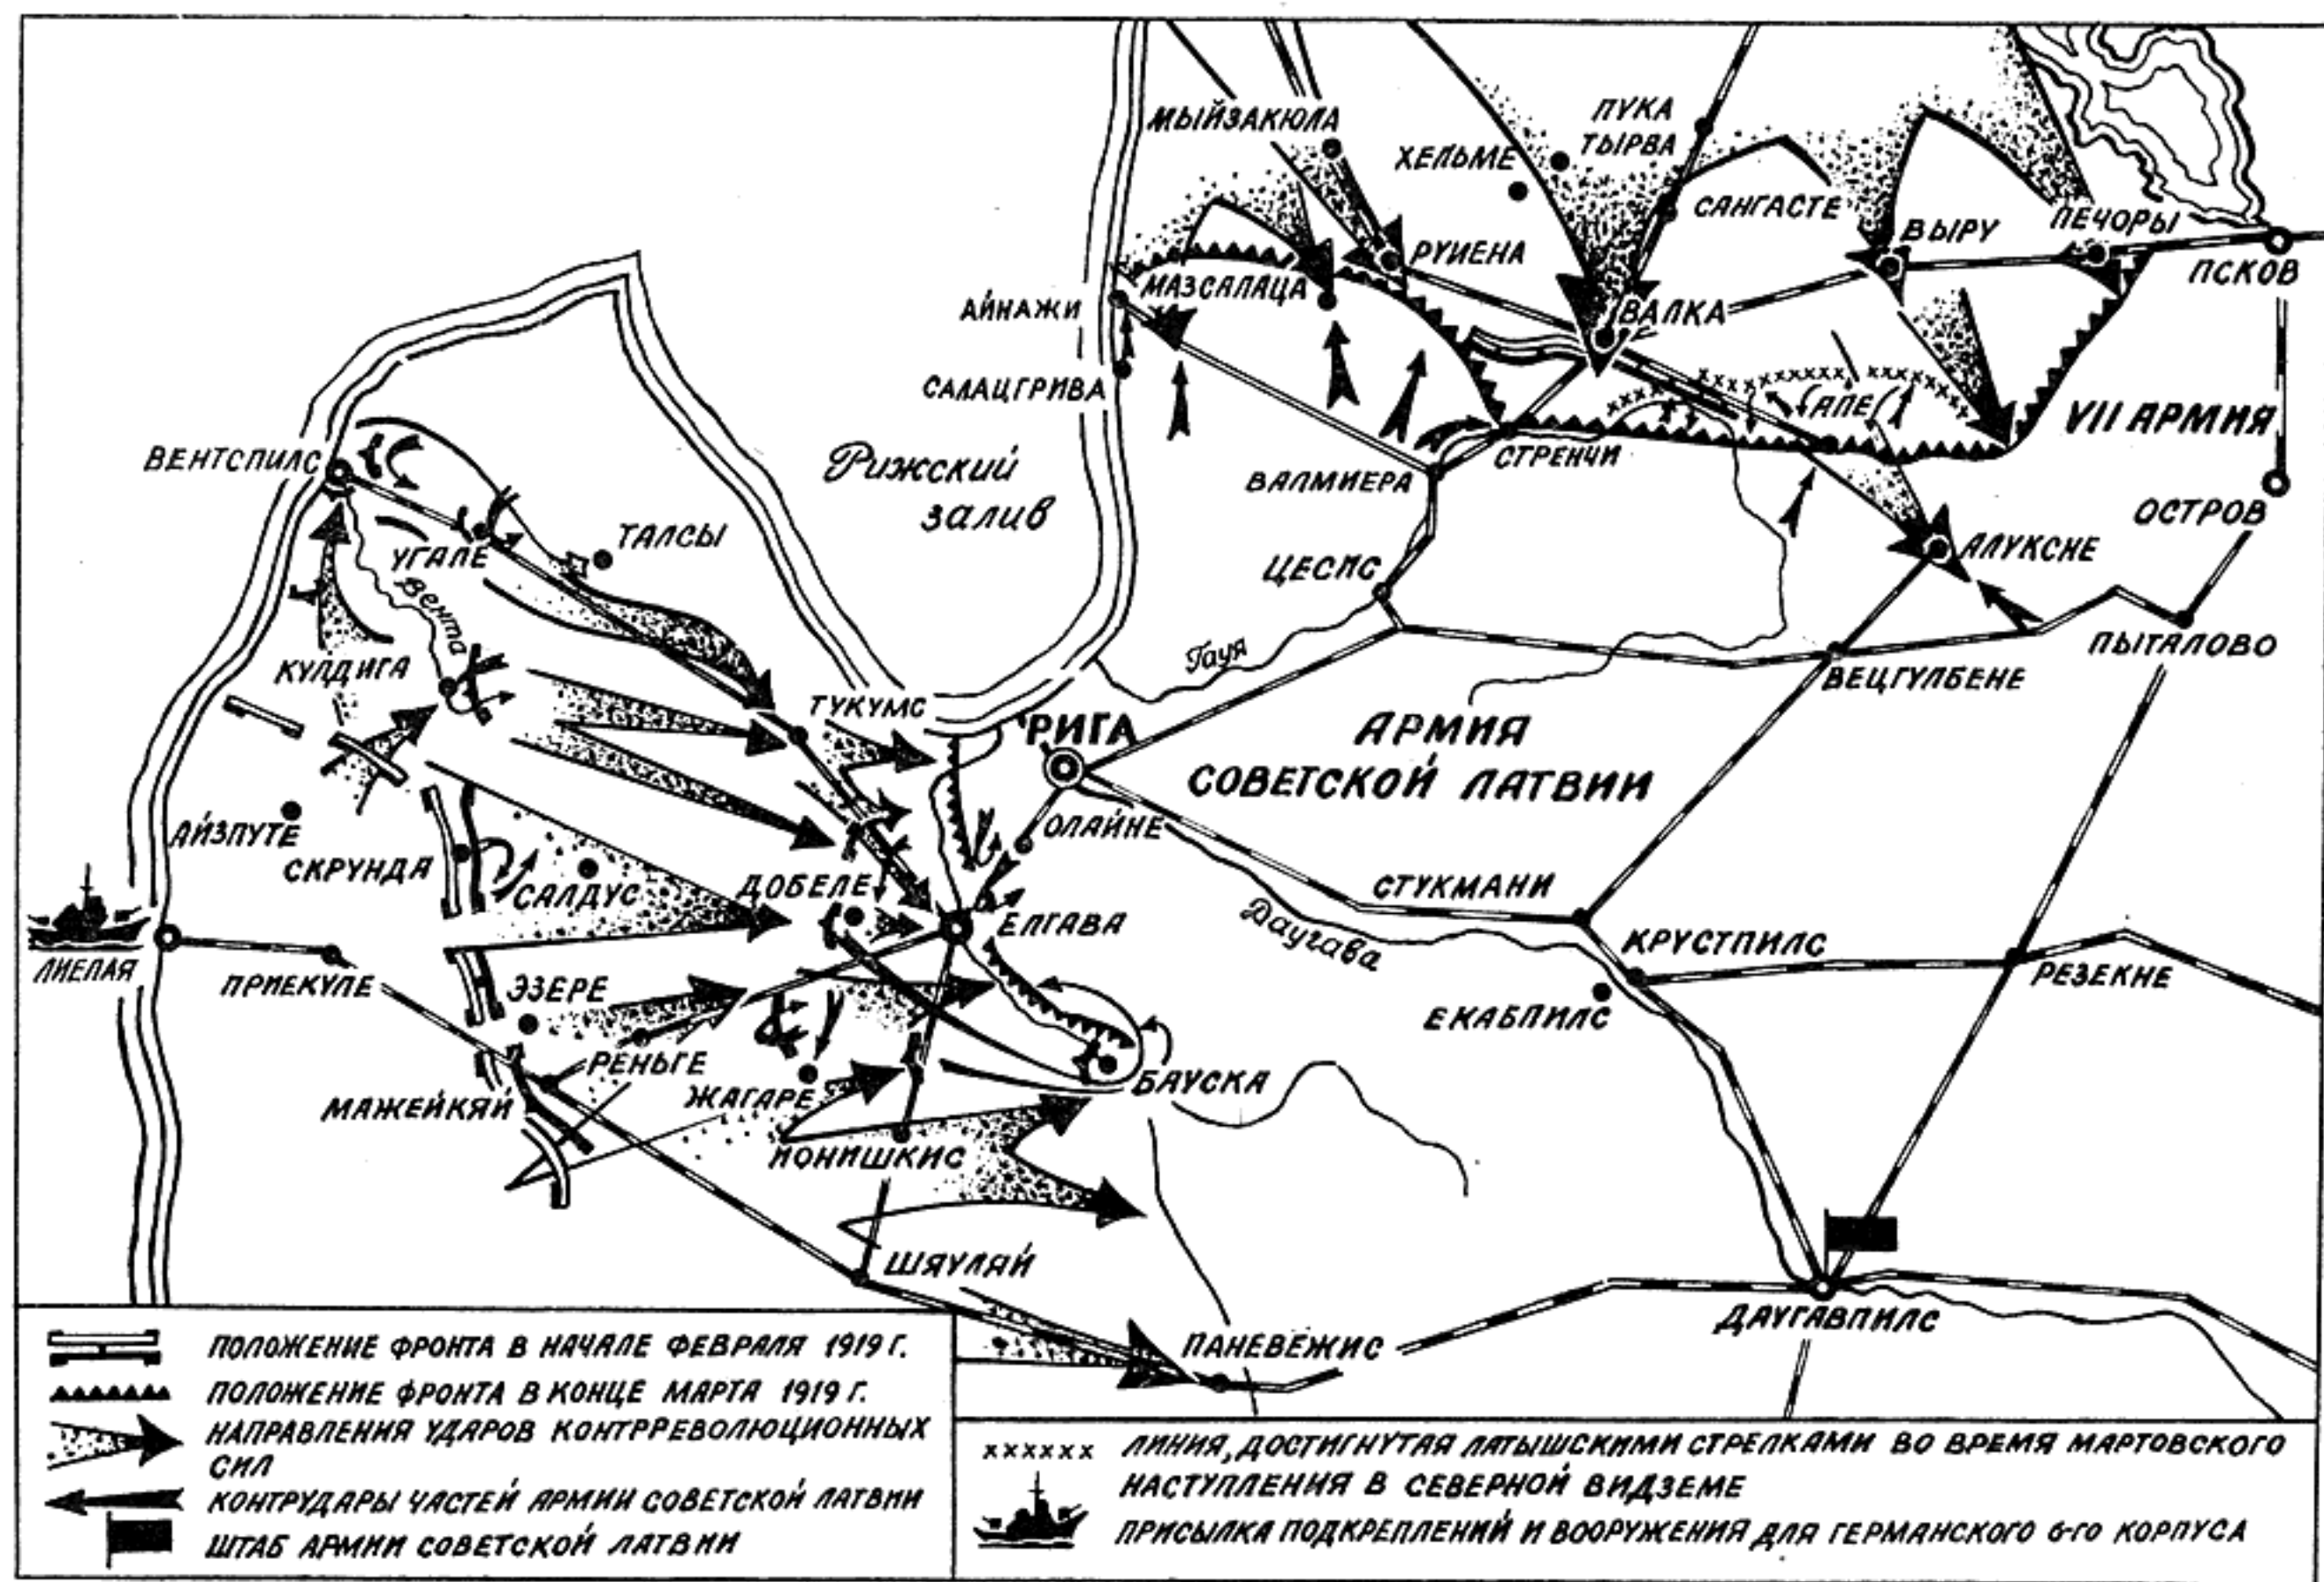 МЫЙЗАКЮЛА
ХЕЛЬМЕ
ПУКА
ТЫРВА
САНГАСТЕ
ВЫРУ
ПЕЧОРЫ
ПСКОВ
РУИЕНА
МАЗСАЛАЦА
АЙНАЖИ
ВАЛКА
САЛАЦГРИВА
АПЕ
VII АРМИЯ
ВЕНТСПИЛС
Рижский
залив
СТРЕНЧИ
ВАЛМИЕРА
ОСТРОВ
УГАЛЕ
ТАЛСЫ
Вента
ЦЕСИС
АЛУКСНЕ
Гауя
ПЫТАЛОВО
КУЛДИГА
ВЕЦГУЛБЕНЕ
ТУКУМС
РИГА
АРМИЯ
СОВЕТСКОЙ ЛАТВИИ
АЙЗПУТЕ
СКРУНДА
САЛДУС
ДОБЕЛЕ
ОЛАЙНЕ
СТУКМАНИ
Даугава
ЕЛГАВА
КРУСТПИЛС
ЛИЕПАЯ
ПРИЕКУЛЕ
ЭЗЕРЕ
РЕЗЕКНЕ
ЕКАБПИЛС
РЕНЬГЕ
МАЖЕЙКЯЙ
ЖАГАРЕ
БАУСКА
ИОНИШКИС
ШЯУЛЯЙ
ДАУГАВПИЛС
ПАНЕВЕЖИС
ПОЛОЖЕНИЕ ФРОНТА В НАЧАЛЕ ФЕВРАЛЯ 1919 Г.
ПОЛОЖЕНИЕ ФРОНТА В КОНЦЕ МАРТА 1919 Г.
НАПРАВЛЕНИЯ УДАРОВ КОНТРРЕВОЛЮЦИОННЫХ
СИЛ
КОНТРУДАРЫ ЧАСТЕЙ АРМИИ СОВЕТСКОЙ ЛАТВИИ
ШТАБ АРМИИ СОВЕТСКОЙ ЛАТВИИ
ЛИНИЯ, ДОСТИГНУТАЯ ЛАТЫШСКИМИ СТРЕЛКАМИ ВО ВРЕМЯ МАРТОВСКОГО
НАСТУПЛЕНИЯ В СЕВЕРНОЙ ВИДЗЕМЕ
ПРИСЫЛКА ПОДКРЕПЛЕНИЙ И ВООРУЖЕНИЯ ДЛЯ ГЕРМАНСКОГО 6-ГО КОРПУСА